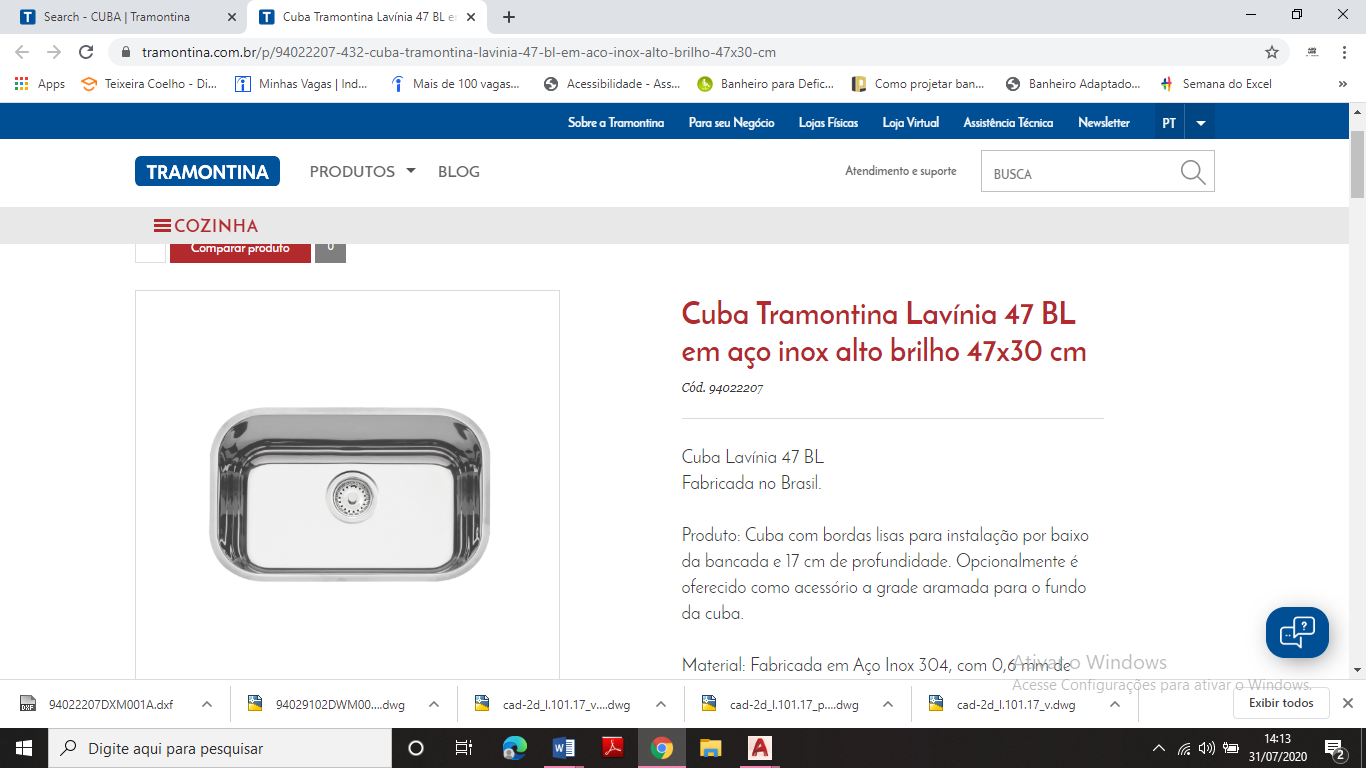 Search - CUBA | Tramontina
Cuba Tramontina Lavínia 47 BL e
tramontina.com.br/p/94022207-432-cuba-tramontina-lavinia-47-bl-em-aco-inox-alto-brilho-47x30-cm
Apps
Teixeira Coelho - Di...
Minhas Vagas | Ind...
Mais de 100 vagas...
Acessibilidade - Ass...
Banheiro para Defic...
Como projetar ban...
Banheiro Adaptado...
Semana do Excel
Sobre a Tramontina
Para seu Negócio
Lojas Físicas
Loja Virtual
Assistência Técnica
Newsletter
PT
TRAMONTINA
PRODUTOS
BLOG
Atendimento e suporte
BUSCA
COZINHA
Comparar produto
0
Cuba Tramontina Lavínia 47 BL
em aço inox alto brilho 47x30 cm
Cód. 94022207
Cuba Lavínia 47 BL
Fabricada no Brasil.
Produto: Cuba com bordas lisas para instalação por baixo
da bancada e 17 cm de profundidade. Opcionalmente é
oferecido como acessório a grade aramada para o fundo
da cuba.
Material: Fabricada em Aço Inox 304, com 0,6 mm de
Ativar o Windows
Acesse Configurações para ativar o Windows.
DXF
94022207DXM001A.dxf
94029102DWM00....dwg
cad-2d_l.101.17_v....dwg
cad-2d_l.101.17_p....dwg
cad-2d_l.101.17_v.dwg
Exibir todos
Digite aqui para pesquisar
14:13
31/07/2020
2